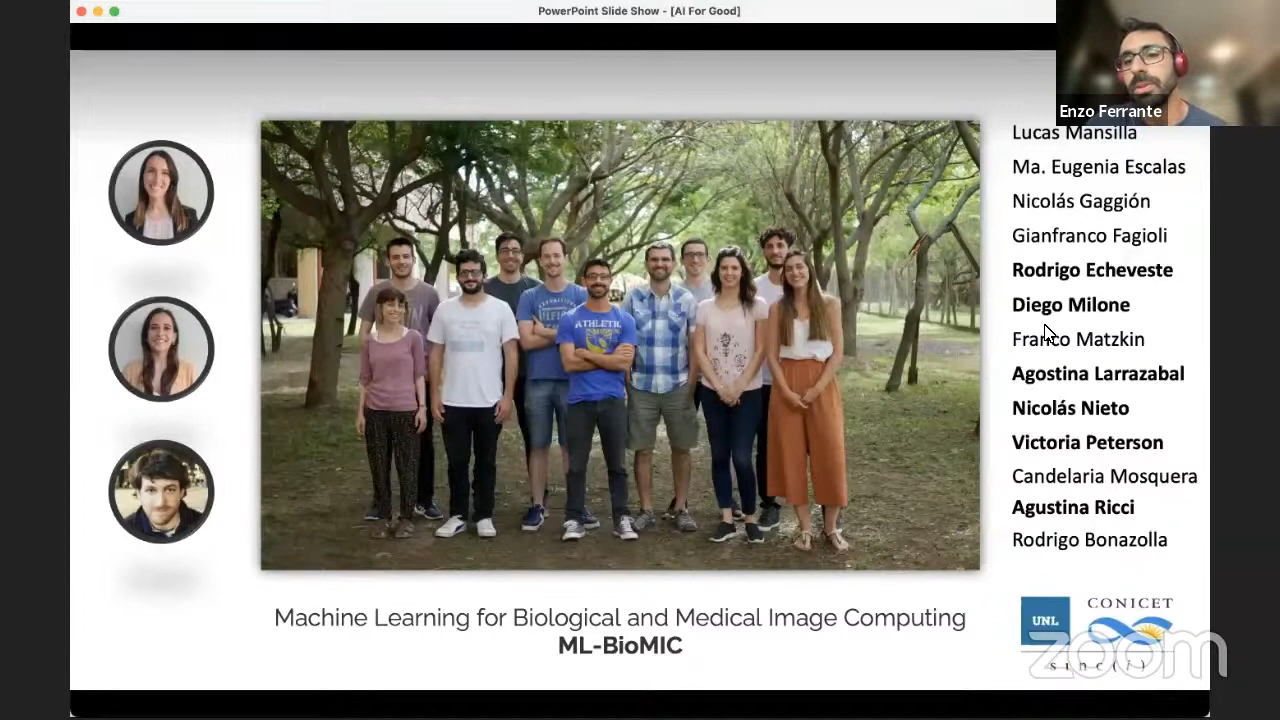 PowerPoint Slide Show - [AI For Good]
Enzo Ferrante
Lucas Mansilla
Ma. Eugenia Escalas
Nicolás Gaggión
Gianfranco Fagioli
Rodrigo Echeveste
Diego Milone
Franco Matzkin
Agostina Larrazabal
Nicolás Nieto
Victoria Peterson
Candelaria Mosquera
Agustina Ricci
Rodrigo Bonazolla
ATHLETIC
Machine Learning for Biological and Medical Image Computing
ML-BioMIC
UNL
CONICET
sinc(i)
zoom